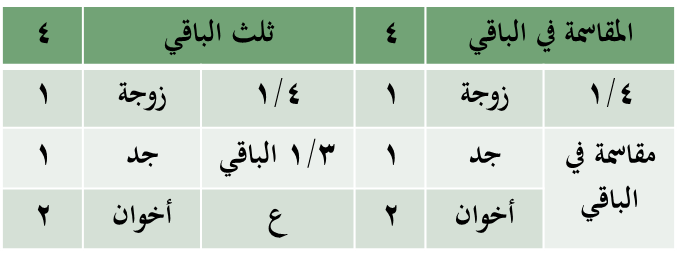 المقاسمة في الباقي ٤ ثلث الباقي ٤
١/٤ زوجة ١ ١/٤ زوجة ١
مقاسمة في الباقي جد ١ ١/٣ الباقي جد ١
أخوان ٢ ع أخوان ٢